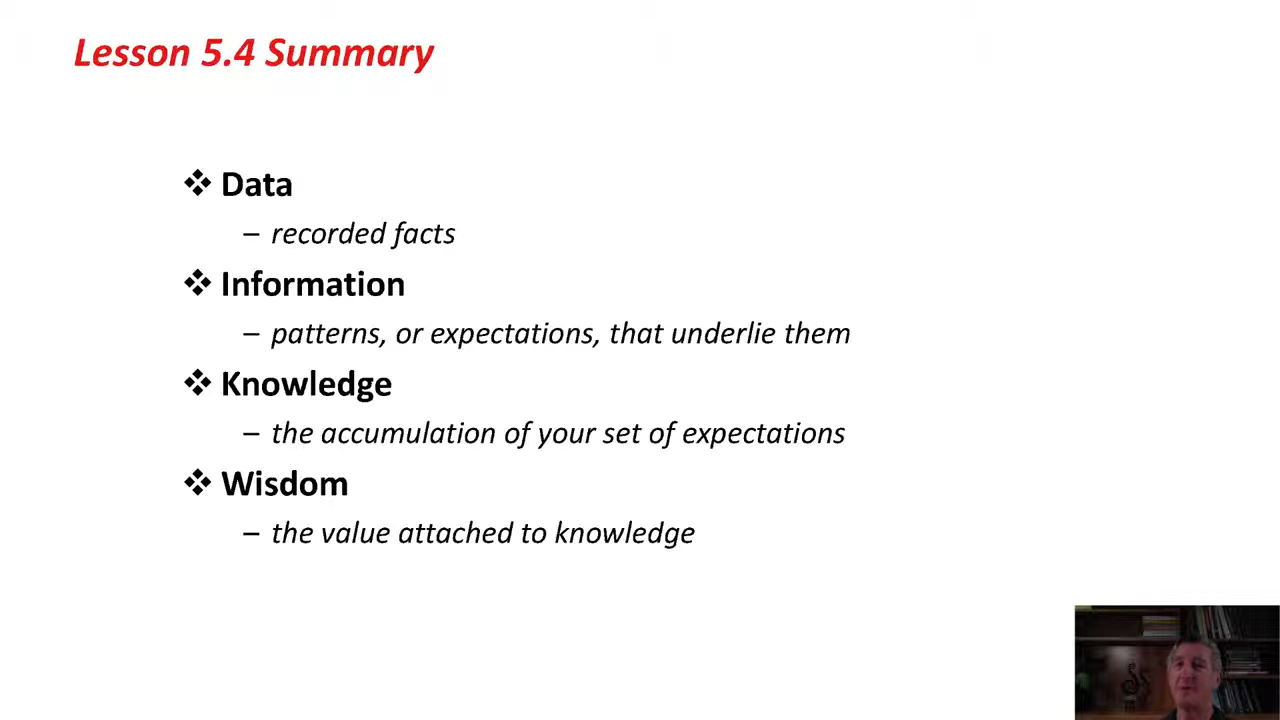 Lesson 5.4 Summary
❖ Data
– recorded facts
❖ Information
– patterns, or expectations, that underlie them
❖ Knowledge
– the accumulation of your set of expectations
❖ Wisdom
– the value attached to knowledge